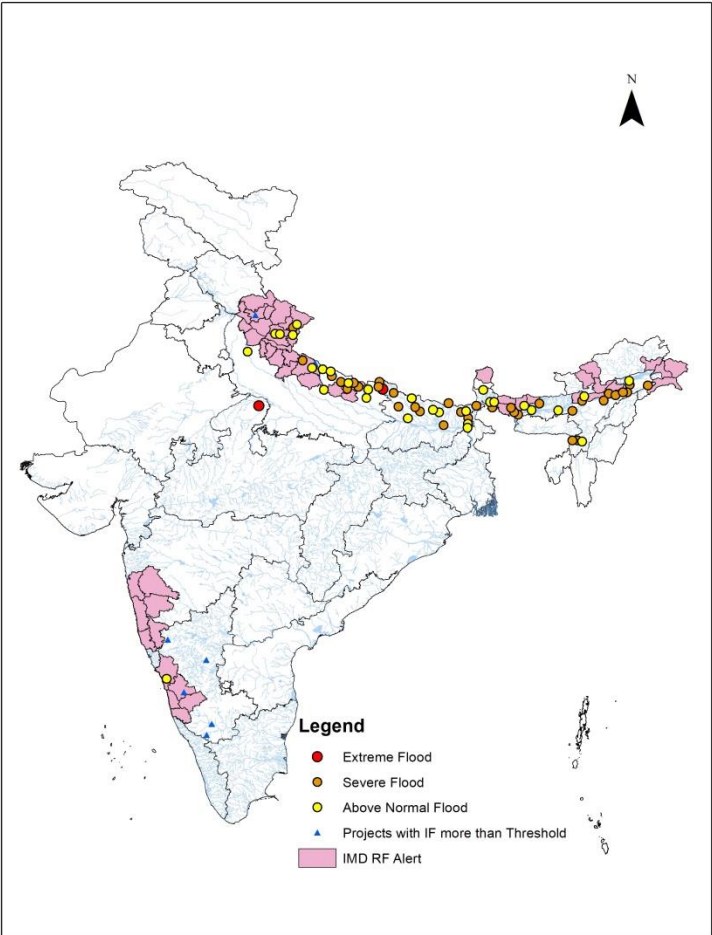 N
Legend
Extreme Flood
Severe Flood
Above Normal Flood
Projects with IF more than Threshold
IMD RF Alert